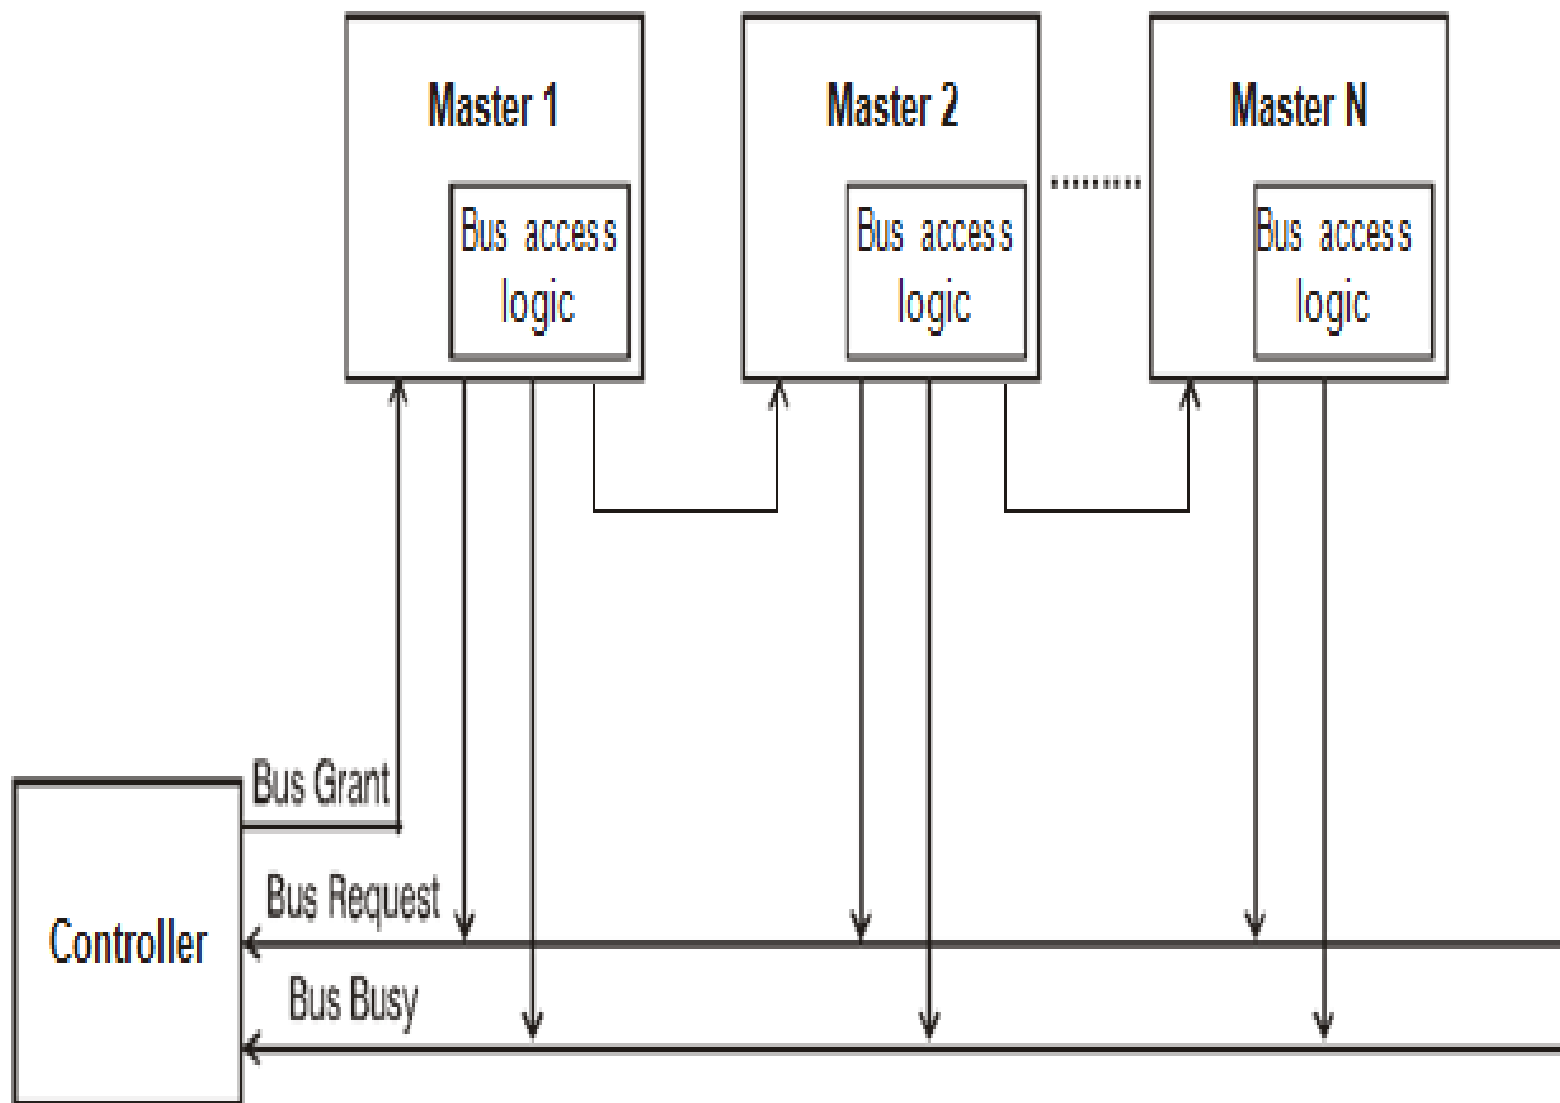 Master 1
Master 2
Master N
Bus access
logic
Bus access
logic
Bus access
logic
Bus Grant
Bus Request
Controller
Bus Busy